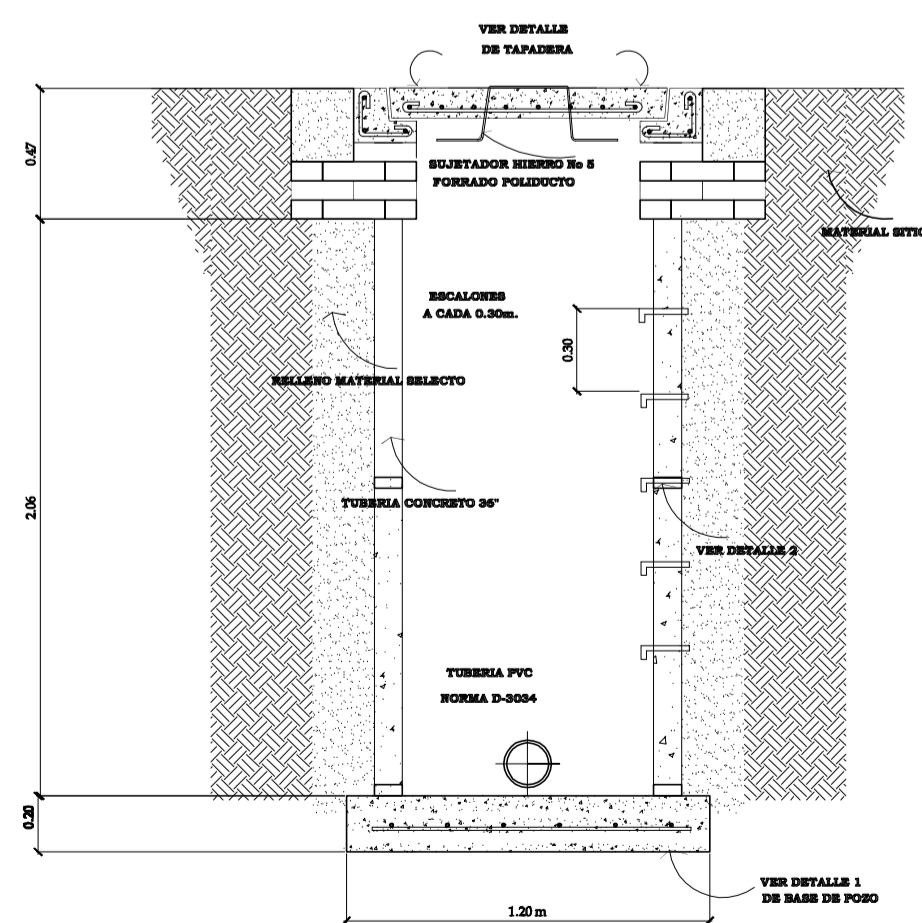 VER DETALLE
DE TAPADERA
0.47
SUJETADOR HIERRO No 5
FORRADO POLIDUCTO
MATERIAL SITIO
ESCALONES
A CADA 0.30m.
0.30
RELLENO MATERIAL SELECTO
2.06
TUBERIA CONCRETO 36"
VER DETALLE 2
TUBERIA PVC
NORMA D-3034
0.20
VER DETALLE 1
DE BASE DE POZO
1.20 m